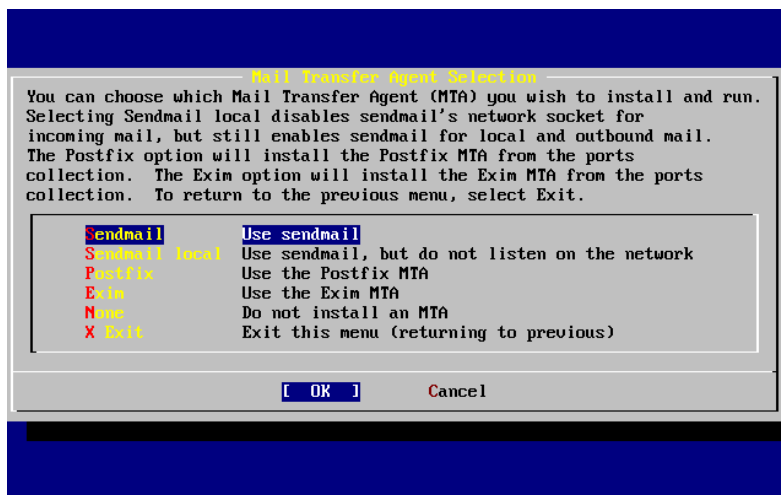 Mail Transfer Agent Selection
You can choose which Mail Transfer Agent (MTA) you wish to install and run.
Selecting Sendmail local disables sendmail's network socket for
incoming mail, but still enables sendmail for local and outbound mail.
The Postfix option will install the Postfix MTA from the ports
collection.  The Exim option will install the Exim MTA from the ports
collection.  To return to the previous menu, select Exit.
Sendmail Use sendmail
Sendmail local Use sendmail, but do not listen on the network
Postfix Use the Postfix MTA
Exim Use the Exim MTA
None Do not install an MTA
X Exit Exit this menu (returning to previous)
[ OK ] Cancel